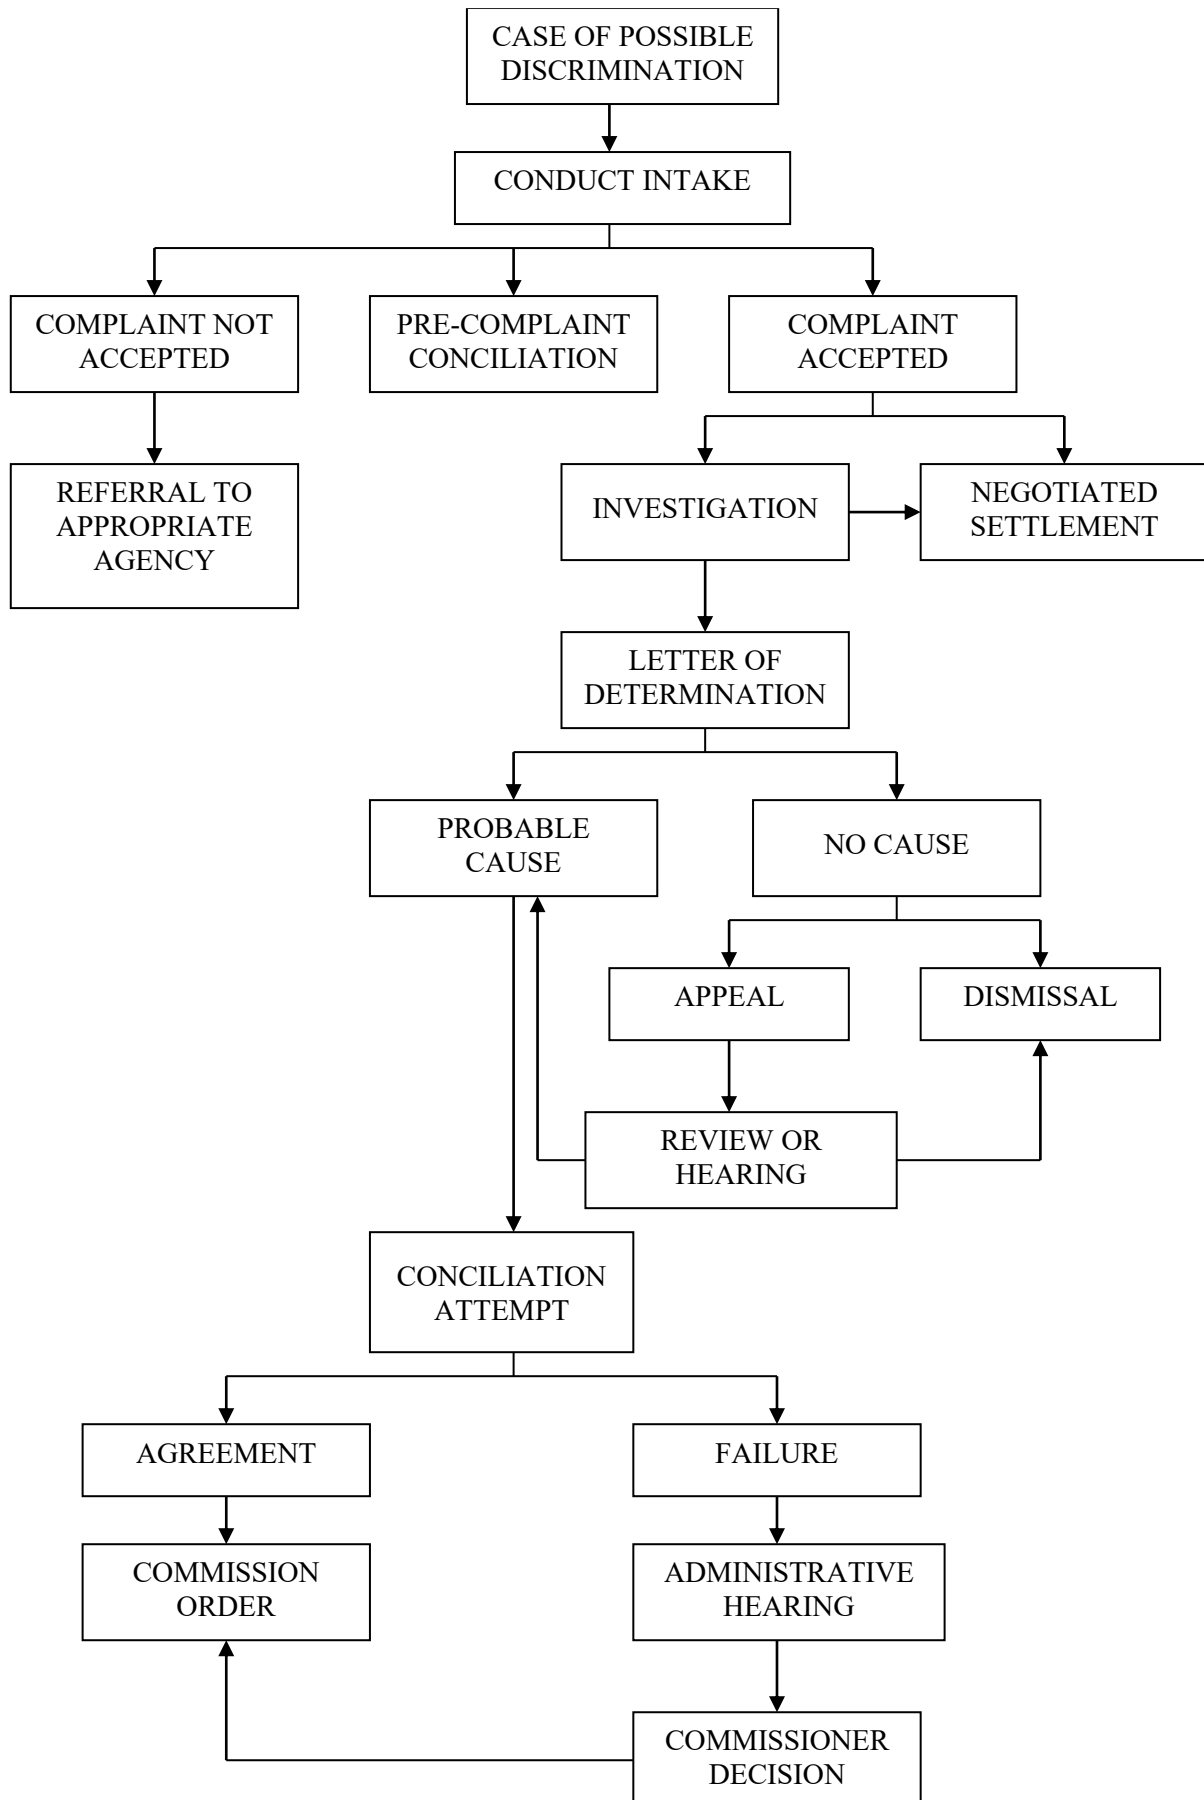 CASE OF POSSIBLE
DISCRIMINATION
CONDUCT INTAKE
COMPLAINT NOT
ACCEPTED
PRE-COMPLAINT
CONCILIATION
COMPLAINT
ACCEPTED
REFERRAL TO
APPROPRIATE
AGENCY
INVESTIGATION
NEGOTIATED
SETTLEMENT
LETTER OF
DETERMINATION
PROBABLE
CAUSE
NO CAUSE
APPEAL
DISMISSAL
REVIEW OR
HEARING
CONCILIATION
ATTEMPT
AGREEMENT
FAILURE
COMMISSION
ORDER
ADMINISTRATIVE
HEARING
COMMISSIONER
DECISION